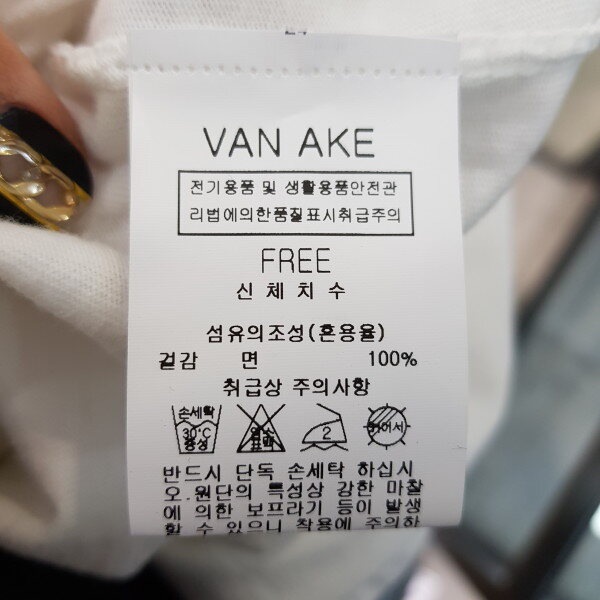 VAN AKE
전기용품 및 생활용품안전관
리법에의한품질표시취급주의
FREE
신체치수
섬유의조성(혼용율)
겉감 면 100%
취급상 주의사항
손세탁
30℃
중성
염소
표백
2
반드시 단독 손세탁 하십시
오.원단의 특성상 강한 마찰
에 의한 보프라기 등이 발생
할 수 있으니 착용에 주의하